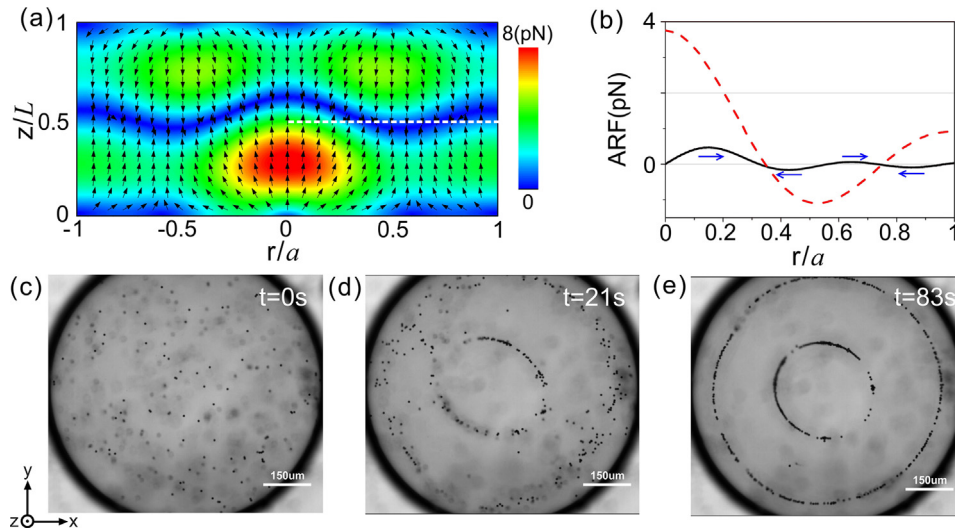 (a)
1
z/L
0.5
0
-1
-0.5
0
0.5
1
r/a
8(pN)
0
(b)
4
ARF(pN)
0
0
0.2
0.4
0.6
0.8
1
r/a
(c)
t=0s
150um
(d)
t=21s
150um
(e)
t=83s
150um
y
z
x